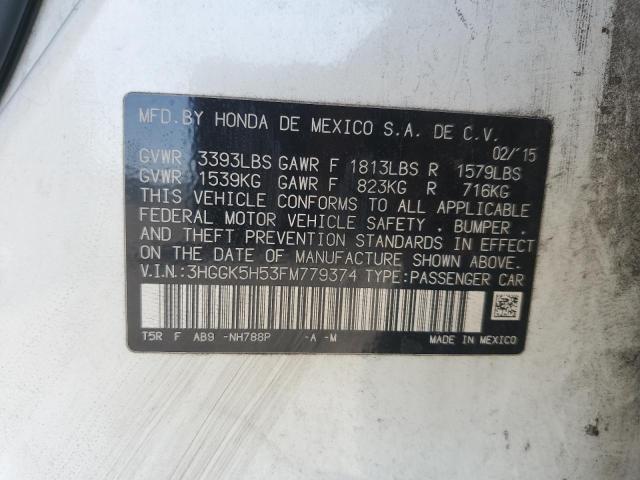 MFD.BY HONDA DE MEXICO S.A. DE C.V.
02/'15
GVWR 3393LBS GAWR F 1813LBS R 1579LBS
GVWR 1539KG GAWR F 823KG R 716KG
THIS VEHICLE CONFORMS TO ALL APPLICABLE
FEDERAL MOTOR VEHICLE SAFETY , BUMPER ,
AND THEFT PREVENTION STANDARDS IN EFFECT
ON THE DATE OF MANUFACTURE SHOWN ABOVE.
V.I.N.:3HGGK5H53FM779374 TYPE:PASSENGER CAR
T5R F AB9 -NH788P -A -M MADE IN MEXICO